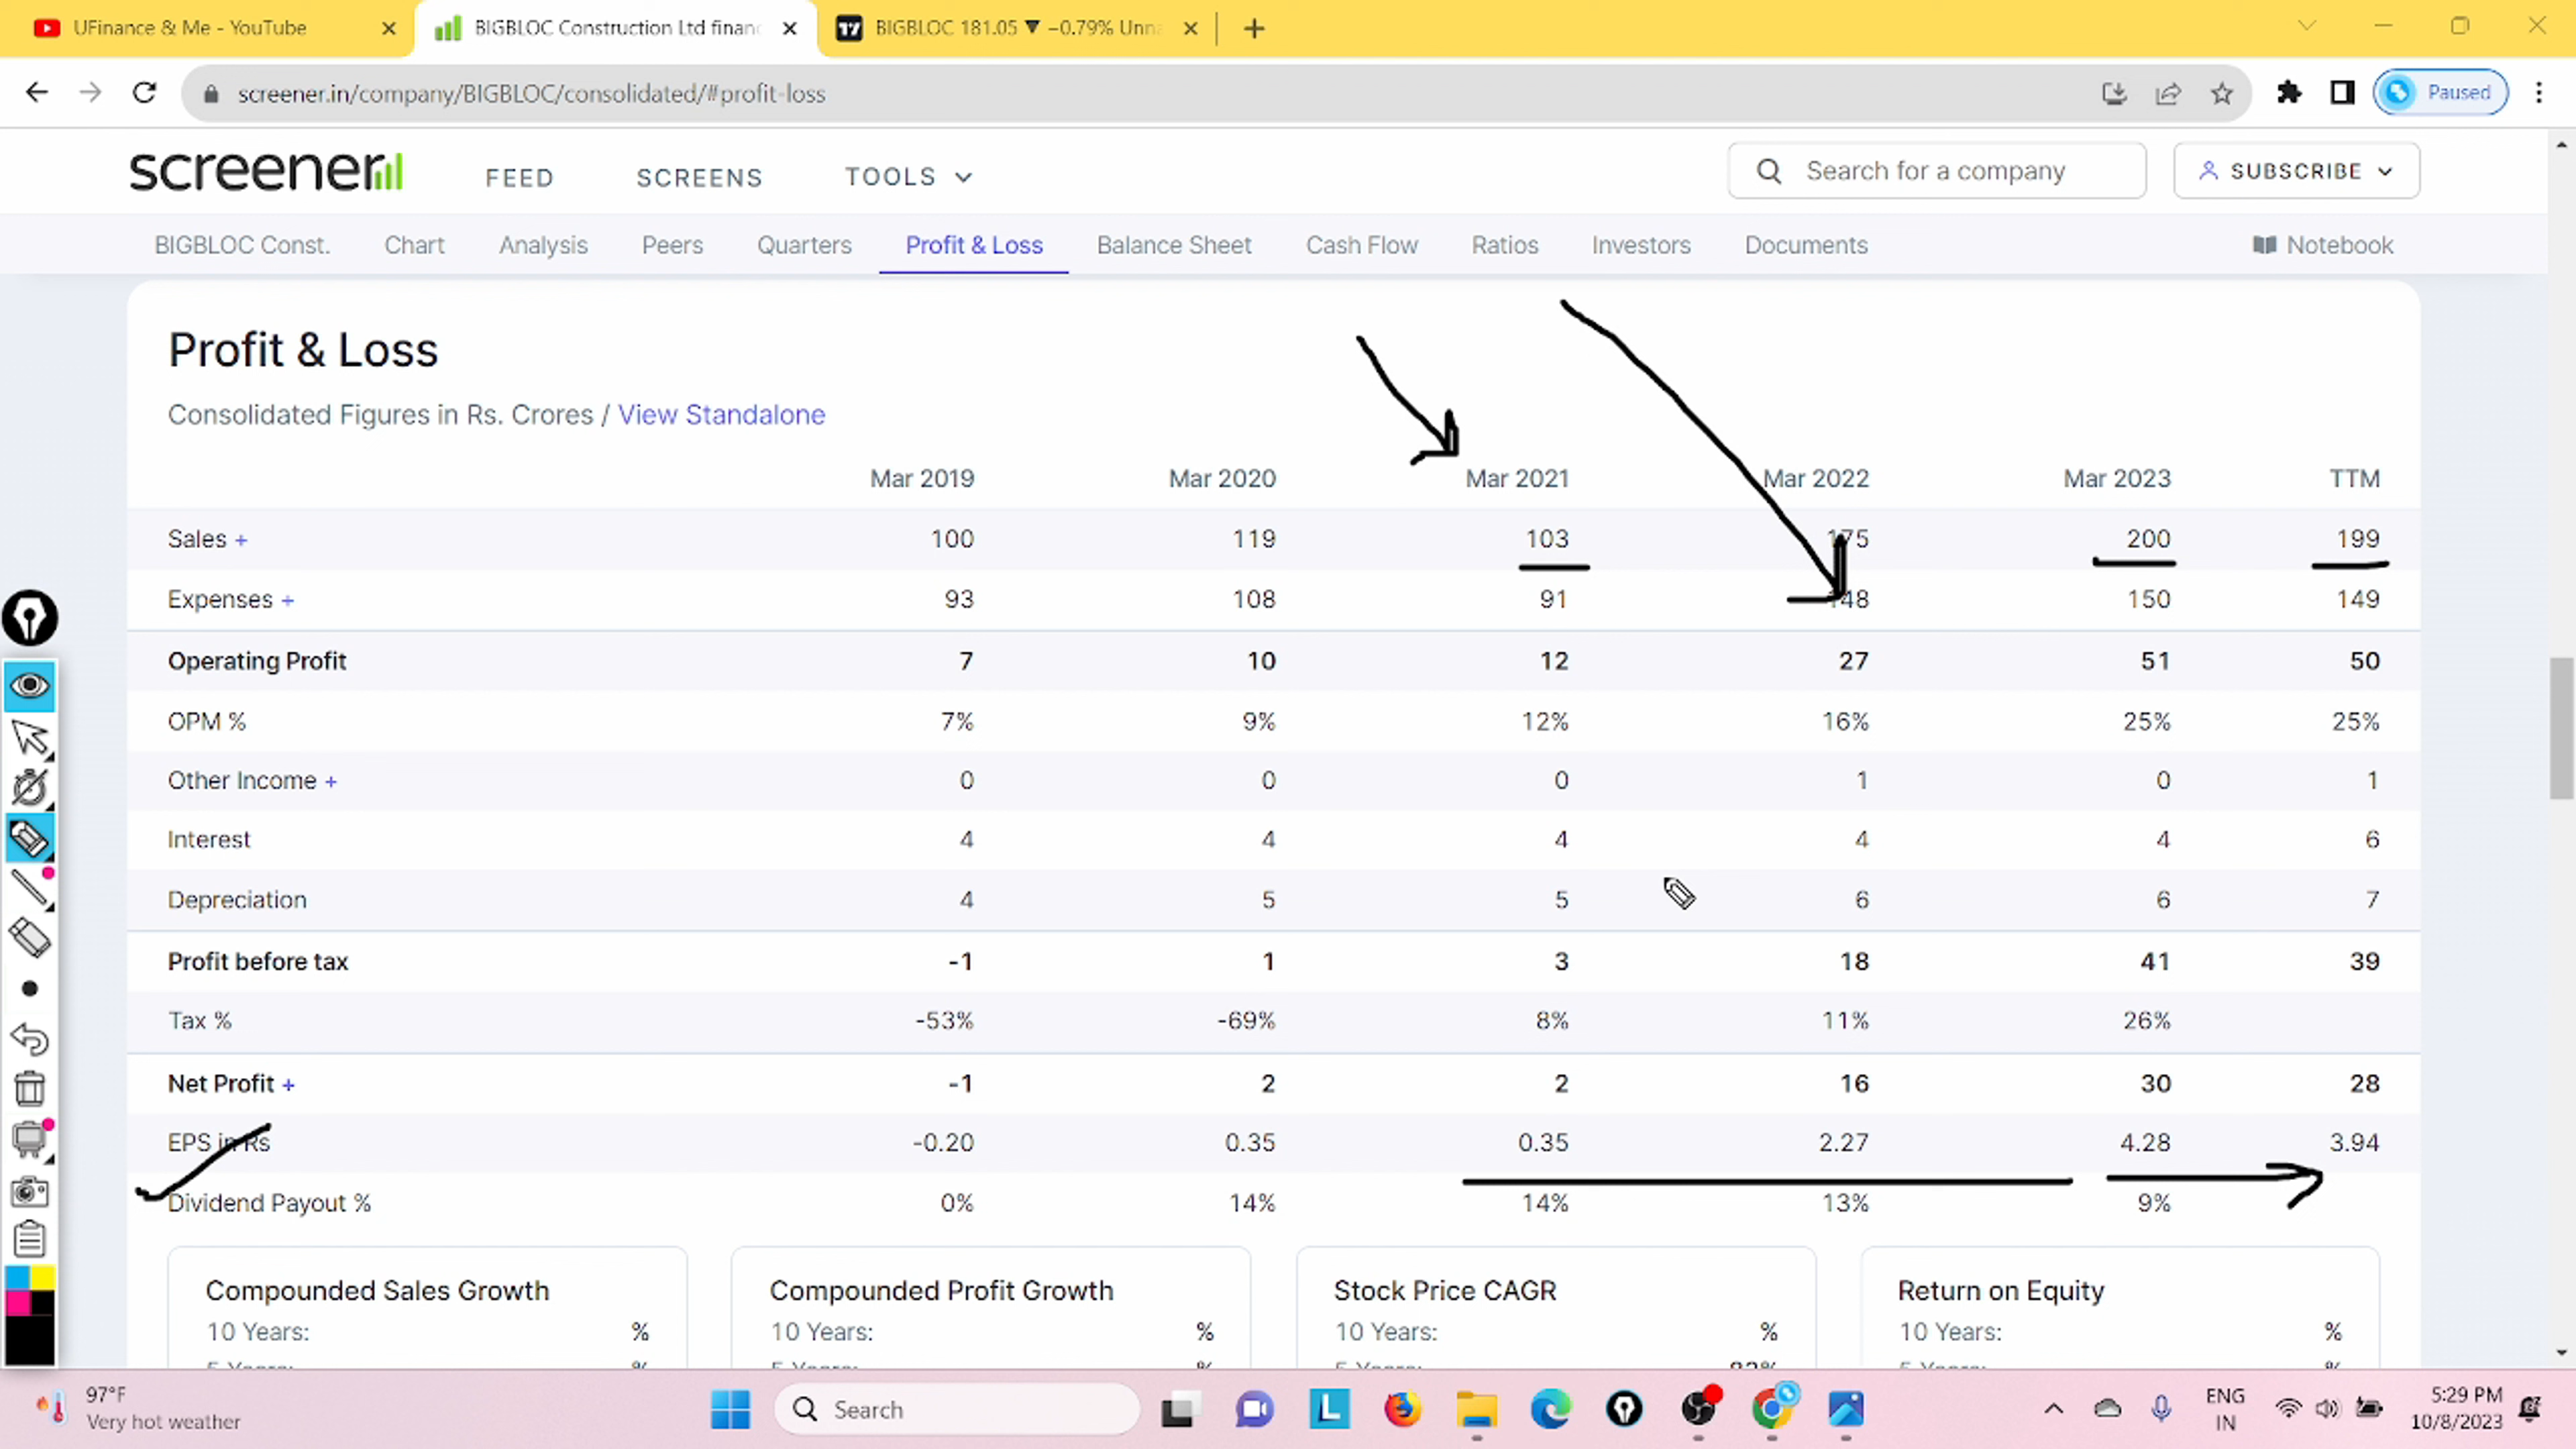 UFinance & Me - YouTube
BIGBLOC Construction Ltd finan
BIGBLOC 181.05 ▼ −0.79% Unna
screener.in/company/BIGBLOC/consolidated/#profit-loss
Paused
screener
FEED SCREENS TOOLS
Search for a company
SUBSCRIBE
BIGBLOC Const. Chart Analysis Peers Quarters Profit & Loss Balance Sheet Cash Flow Ratios Investors Documents Notebook
Profit & Loss
Consolidated Figures in Rs. Crores / View Standalone
Mar 2019 Mar 2020 Mar 2021 Mar 2022 Mar 2023 TTM
Sales + 100 119 103 175 200 199
Expenses + 93 108 91 148 150 149
Operating Profit 7 10 12 27 51 50
OPM % 7% 9% 12% 16% 25% 25%
Other Income + 0 0 0 1 0 1
Interest 4 4 4 4 4 6
Depreciation 4 5 5 6 6 7
Profit before tax -1 1 3 18 41 39
Tax % -53% -69% 8% 11% 26%
Net Profit + -1 2 2 16 30 28
EPS in Rs -0.20 0.35 0.35 2.27 4.28 3.94
Dividend Payout % 0% 14% 14% 13% 9%
Compounded Sales Growth
10 Years: %
Compounded Profit Growth
10 Years: %
Stock Price CAGR
10 Years: %
Return on Equity
10 Years: %
97°F
Very hot weather
Search
ENG
IN
5:29 PM
10/8/2023